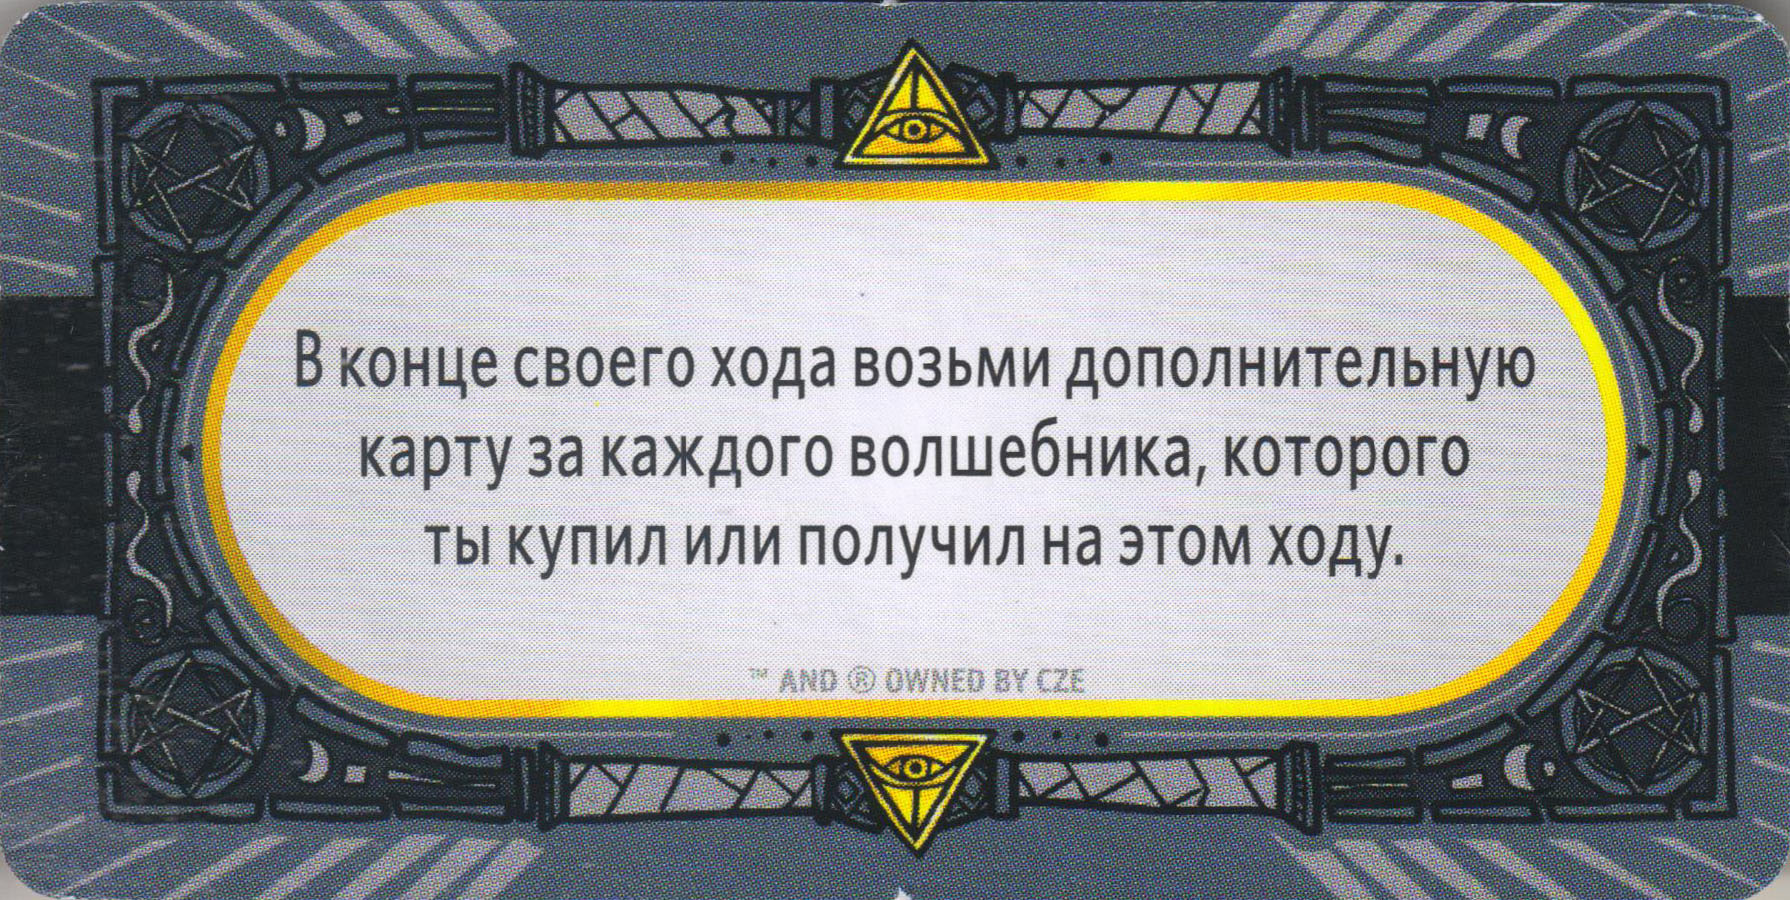 В конце своего хода возьми дополнительную
карту за каждого волшебника, которого
ты купил или получил на этом ходу.
™ AND ® OWNED BY CZE